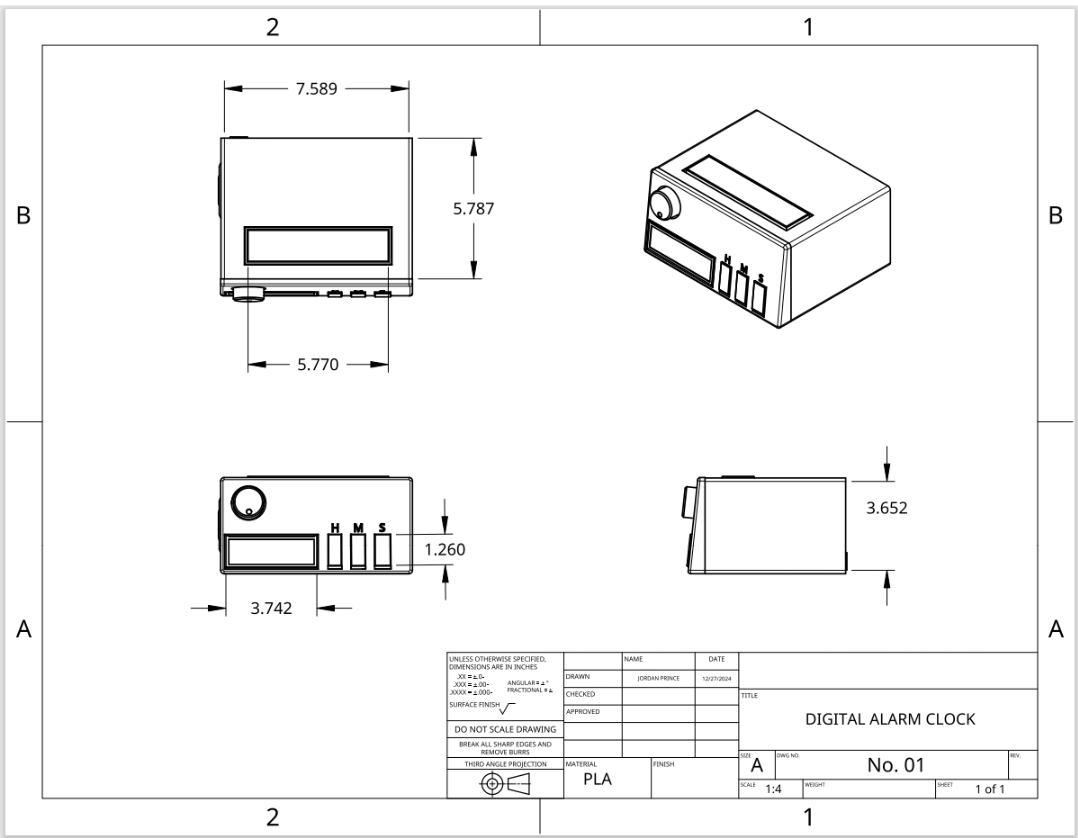 2
1
B
B
A
A
7.589
5.787
5.770
H
M
S
H
M
S
1.260
3.742
3.652
UNLESS OTHERWISE SPECIFIED,
DIMENSIONS ARE IN INCHES
.XX = ±.0-
.XXX = ±.00-
.XXXX = ±.000-
ANGULAR = ± °
FRACTIONAL = ±
SURFACE FINISH
DO NOT SCALE DRAWING
BREAK ALL SHARP EDGES AND
REMOVE BURRS
THIRD ANGLE PROJECTION
NAME
DATE
DRAWN
JORDAN PRINCE
12/27/2024
CHECKED
APPROVED
MATERIAL
PLA
FINISH
TITLE
DIGITAL ALARM CLOCK
SIZE
A
DWG NO.
No. 01
REV.
SCALE
1:4
WEIGHT
SHEET
1 of 1
2
1